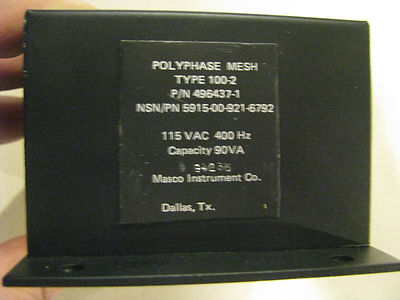 POLYPHASE MESH
TYPE 100-2
P/N 496437-1
NSN/PN 5915-00-921-6792
115 VAC 400 Hz
Capacity 90VA
Masco Instrument Co.
Dallas, Tx.